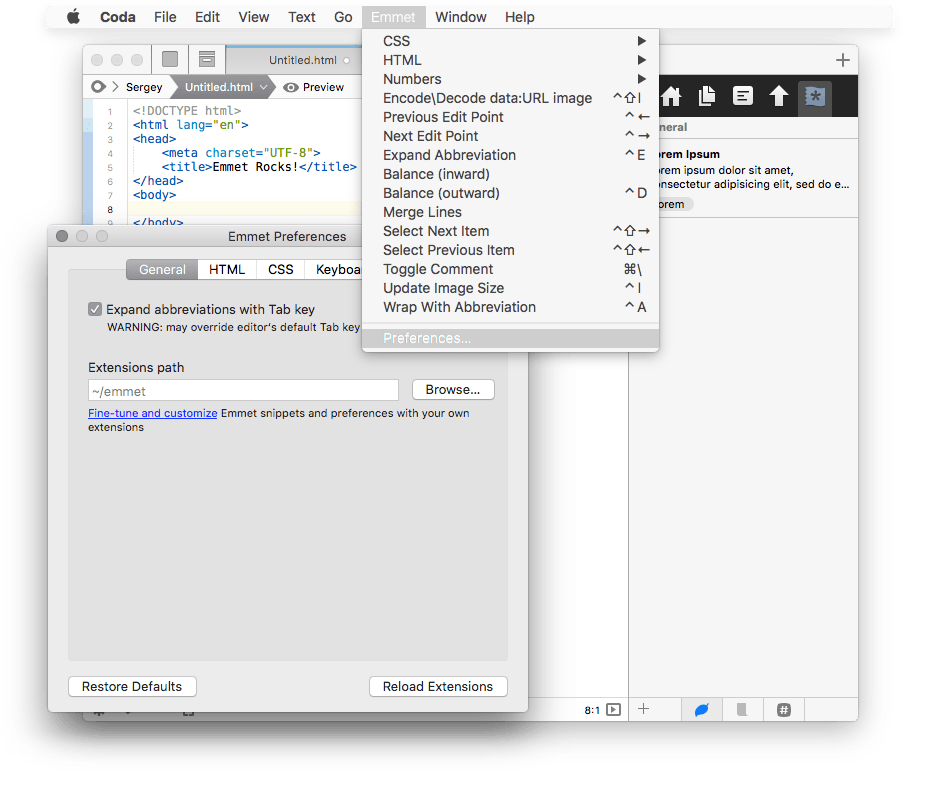 Coda File Edit View Text Go Emmet Window Help
Untitled.html
Sergey Untitled.html Preview
1 <!DOCTYPE html>
2 <html lang="en">
3 <head>
4 <meta charset="UTF-8">
5 <title>Emmet Rocks!</title>
6 </head>
7 <body>
8
9 </body>
CSS ▶
HTML ▶
Numbers ▶
Encode\Decode data:URL image ⌃⇧I
Previous Edit Point ⌃←
Next Edit Point ⌃→
Expand Abbreviation ⌃E
Balance (inward)
Balance (outward) ⌃D
Merge Lines
Select Next Item ⌃⇧→
Select Previous Item ⌃⇧←
Toggle Comment ⌘\
Update Image Size ⌃I
Wrap With Abbreviation ⌃A
Preferences...
neral
orem Ipsum
orem ipsum dolor sit amet,
onsectetur adipisicing elit, sed do e...
orem
Emmet Preferences
General HTML CSS Keyboa
Expand abbreviations with Tab key
WARNING: may override editor's default Tab key
Extensions path
~/emmet
Browse...
Fine-tune and customize Emmet snippets and preferences with your own
extensions
Restore Defaults
Reload Extensions
8:1
#